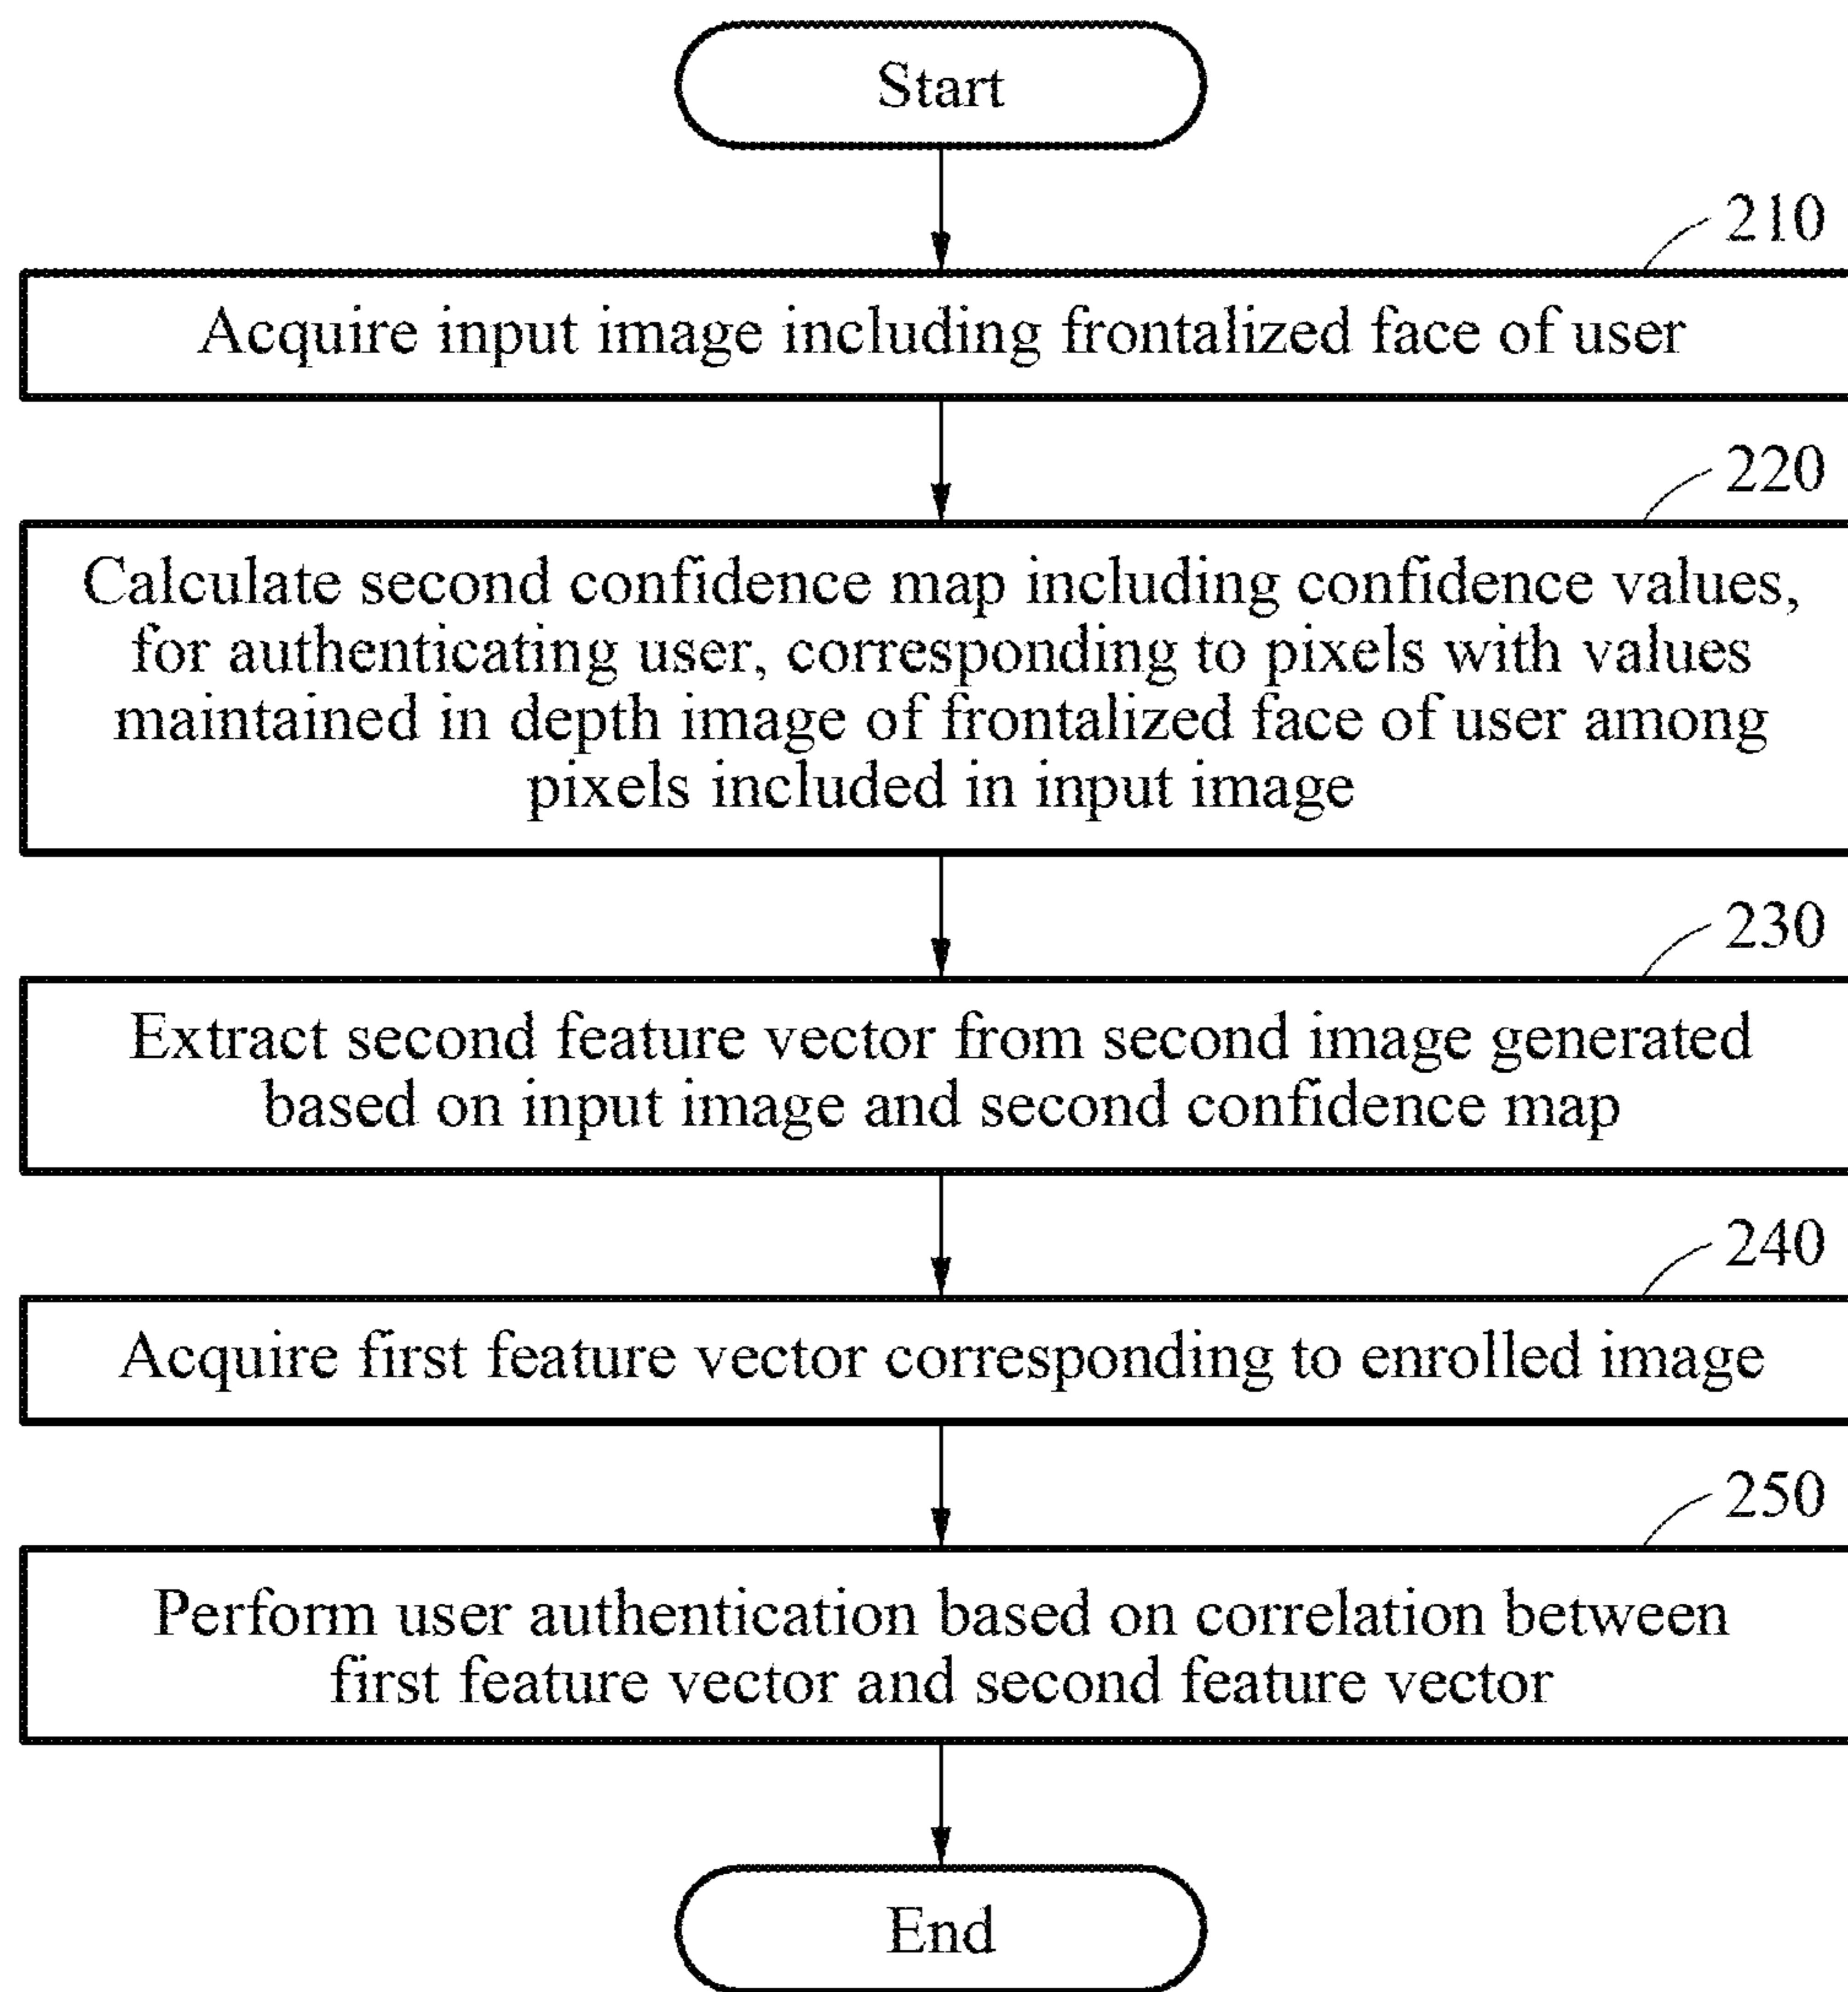 Start
210
Acquire input image including frontalized face of user
220
Calculate second confidence map including confidence values,
for authenticating user, corresponding to pixels with values
maintained in depth image of frontalized face of user among
pixels included in input image
230
Extract second feature vector from second image generated
based on input image and second confidence map
240
Acquire first feature vector corresponding to enrolled image
250
Perform user authentication based on correlation between
first feature vector and second feature vector
End